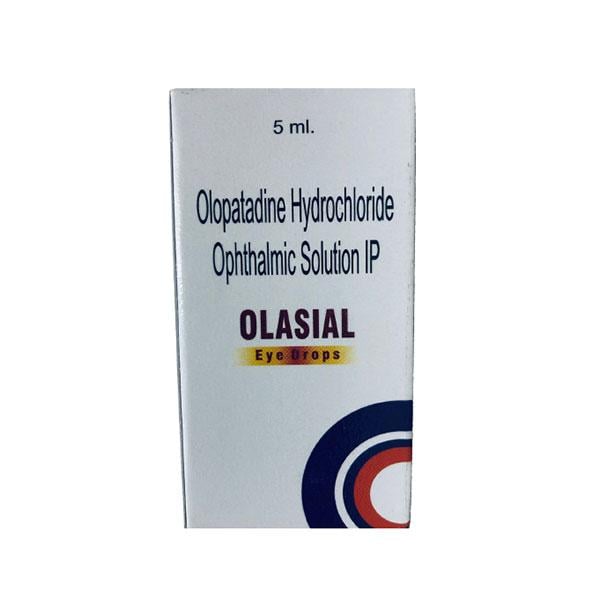 5 ml.
Olopatadine Hydrochloride
Ophthalmic Solution IP
OLASIAL
Eye Drops